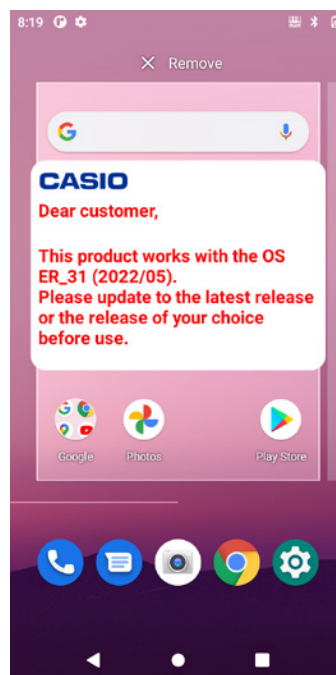 8:19
Remove
G
CASIO
Dear customer,
This product works with the OS
ER_31 (2022/05).
Please update to the latest release
or the release of your choice
before use.
Google
Photos
Play Store